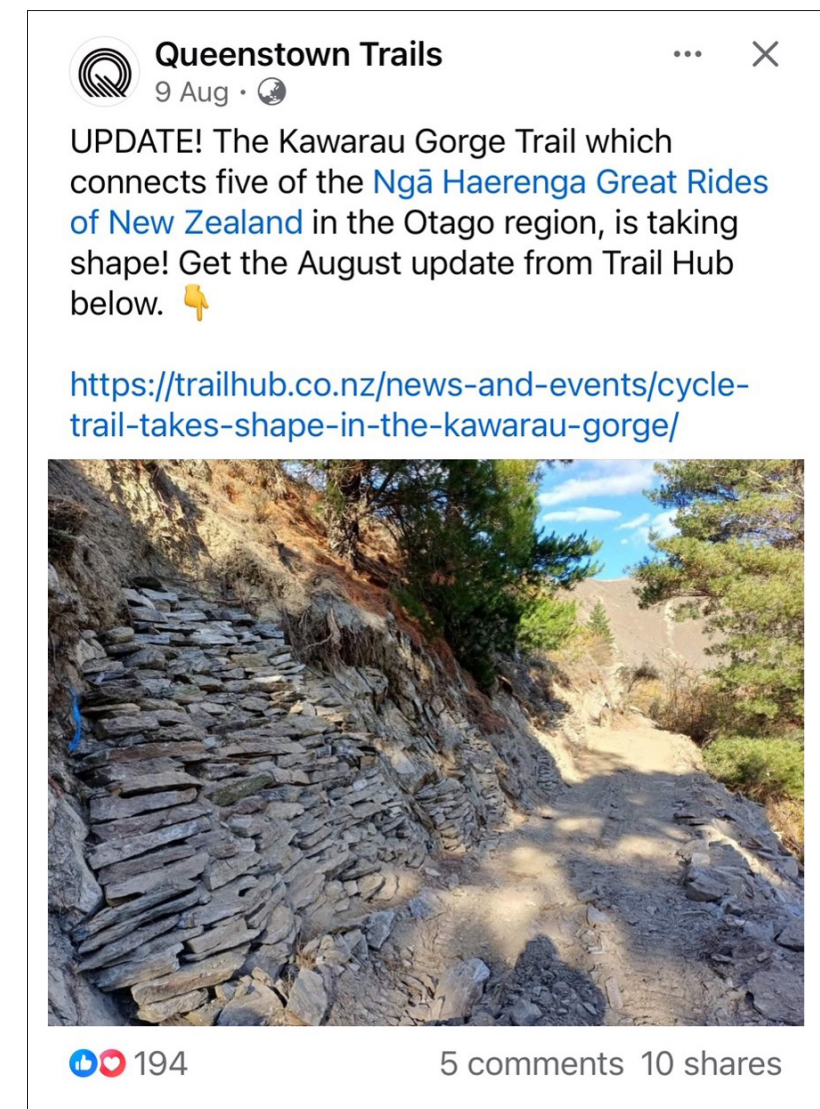 Queenstown Trails
9 Aug ·
UPDATE! The Kawarau Gorge Trail which
connects five of the Ngā Haerenga Great Rides
of New Zealand in the Otago region, is taking
shape! Get the August update from Trail Hub
below. 👇
https://trailhub.co.nz/news-and-events/cycle-
trail-takes-shape-in-the-kawarau-gorge/
194
5 comments 10 shares